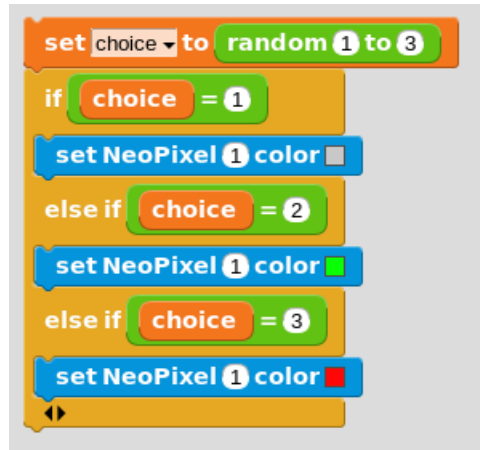 set choice to random 1 to 3
if choice = 1
set NeoPixel 1 color
else if choice = 2
set NeoPixel 1 color
else if choice = 3
set NeoPixel 1 color